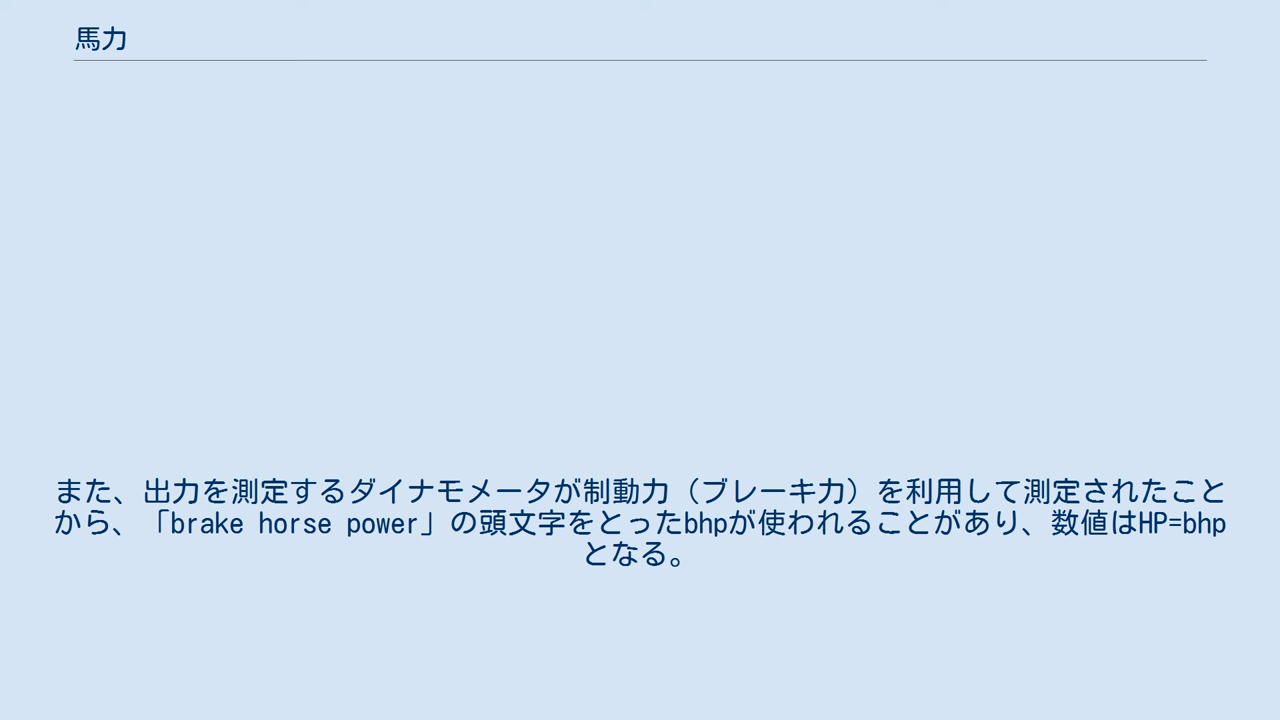 馬力
また、出力を測定するダイナモメータが制動力（ブレーキ力）を利用して測定されたこと
から、「brake horse power」の頭文字をとったbhpが使われることがあり、数値はHP=bhp
となる。